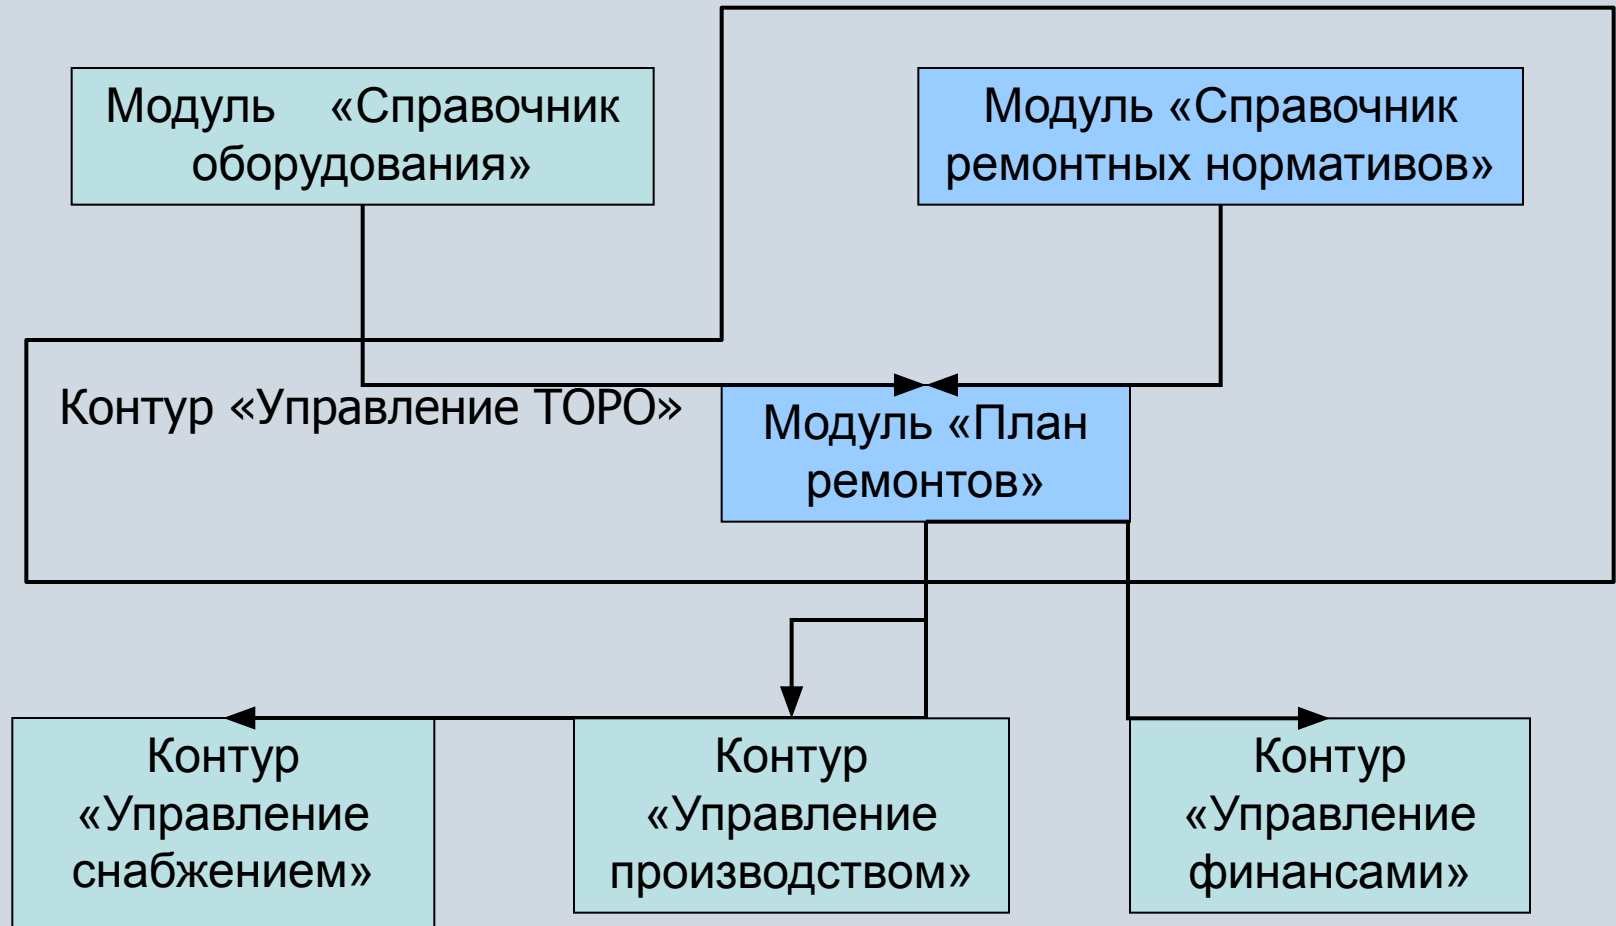 Модуль «Справочник
оборудования»
Модуль «Справочник
ремонтных нормативов»
Контур «Управление ТОРО»
Модуль «План
ремонтов»
Контур
«Управление
снабжением»
Контур
«Управление
производством»
Контур
«Управление
финансами»